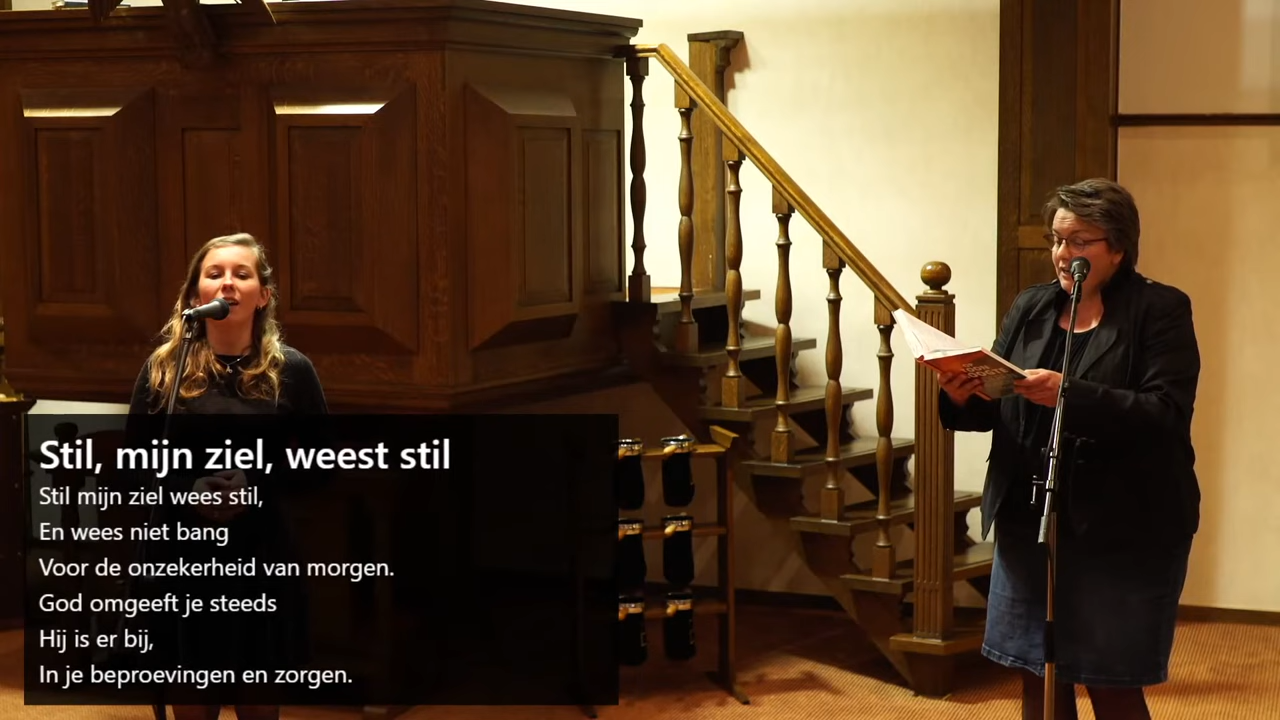 Stil, mijn ziel, weest stil
Stil mijn ziel wees stil,
En wees niet bang
Voor de onzekerheid van morgen.
God omgeeft je steeds
Hij is er bij,
In je beproevingen en zorgen.